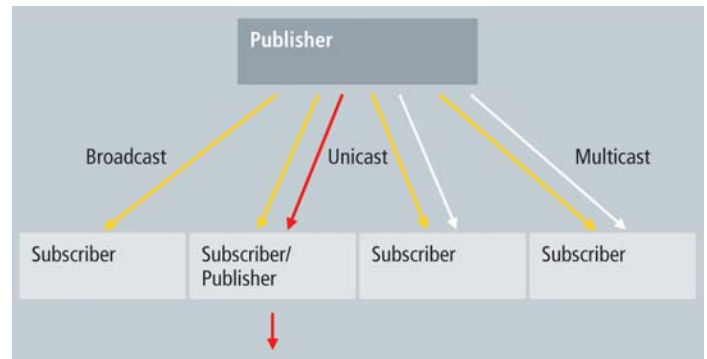 Publisher
Broadcast
Unicast
Multicast
Subscriber
Subscriber/
Publisher
Subscriber
Subscriber